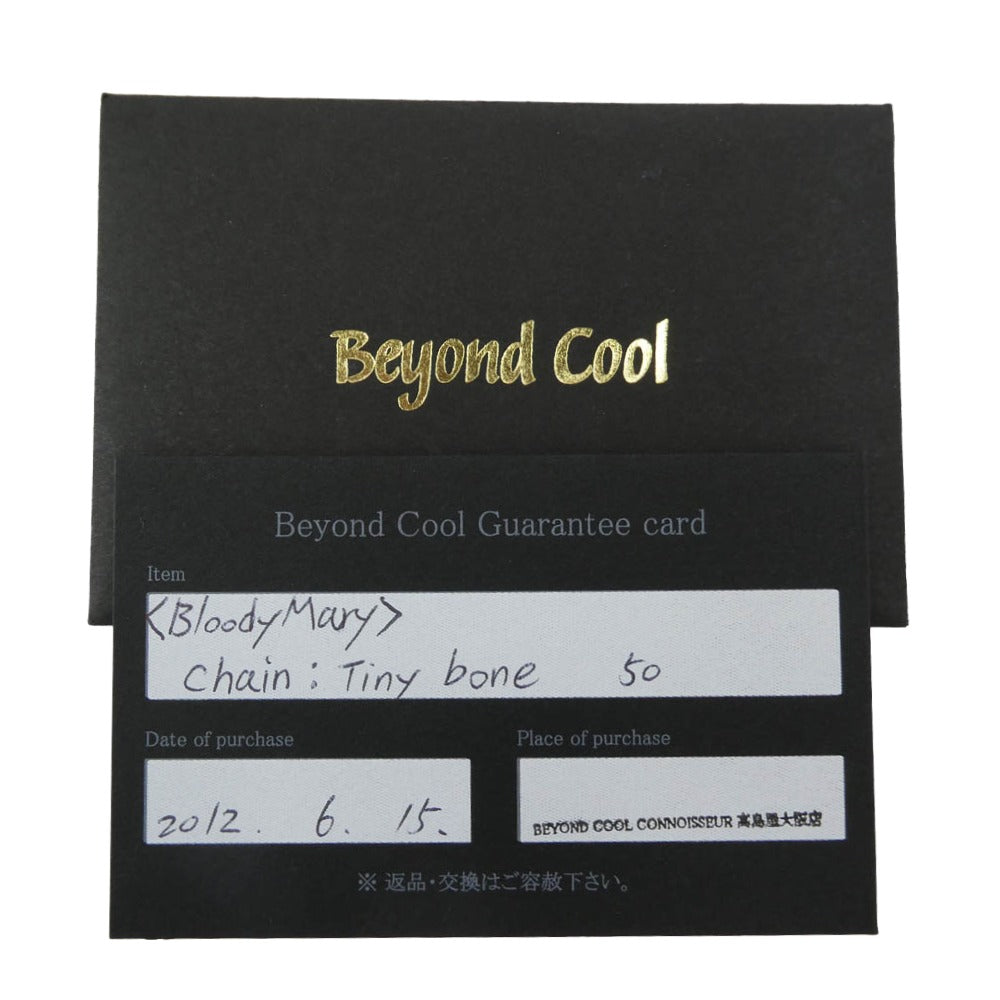 Beyond Cool
Beyond Cool Guarantee card
Item
<BloodyMary>
Chain : Tiny bone 50
Date of purchase
Place of purchase
2012. 6. 15.
BEYOND COOL CONNOISSEUR 高島屋大阪店
※ 返品・交換はご容赦下さい。